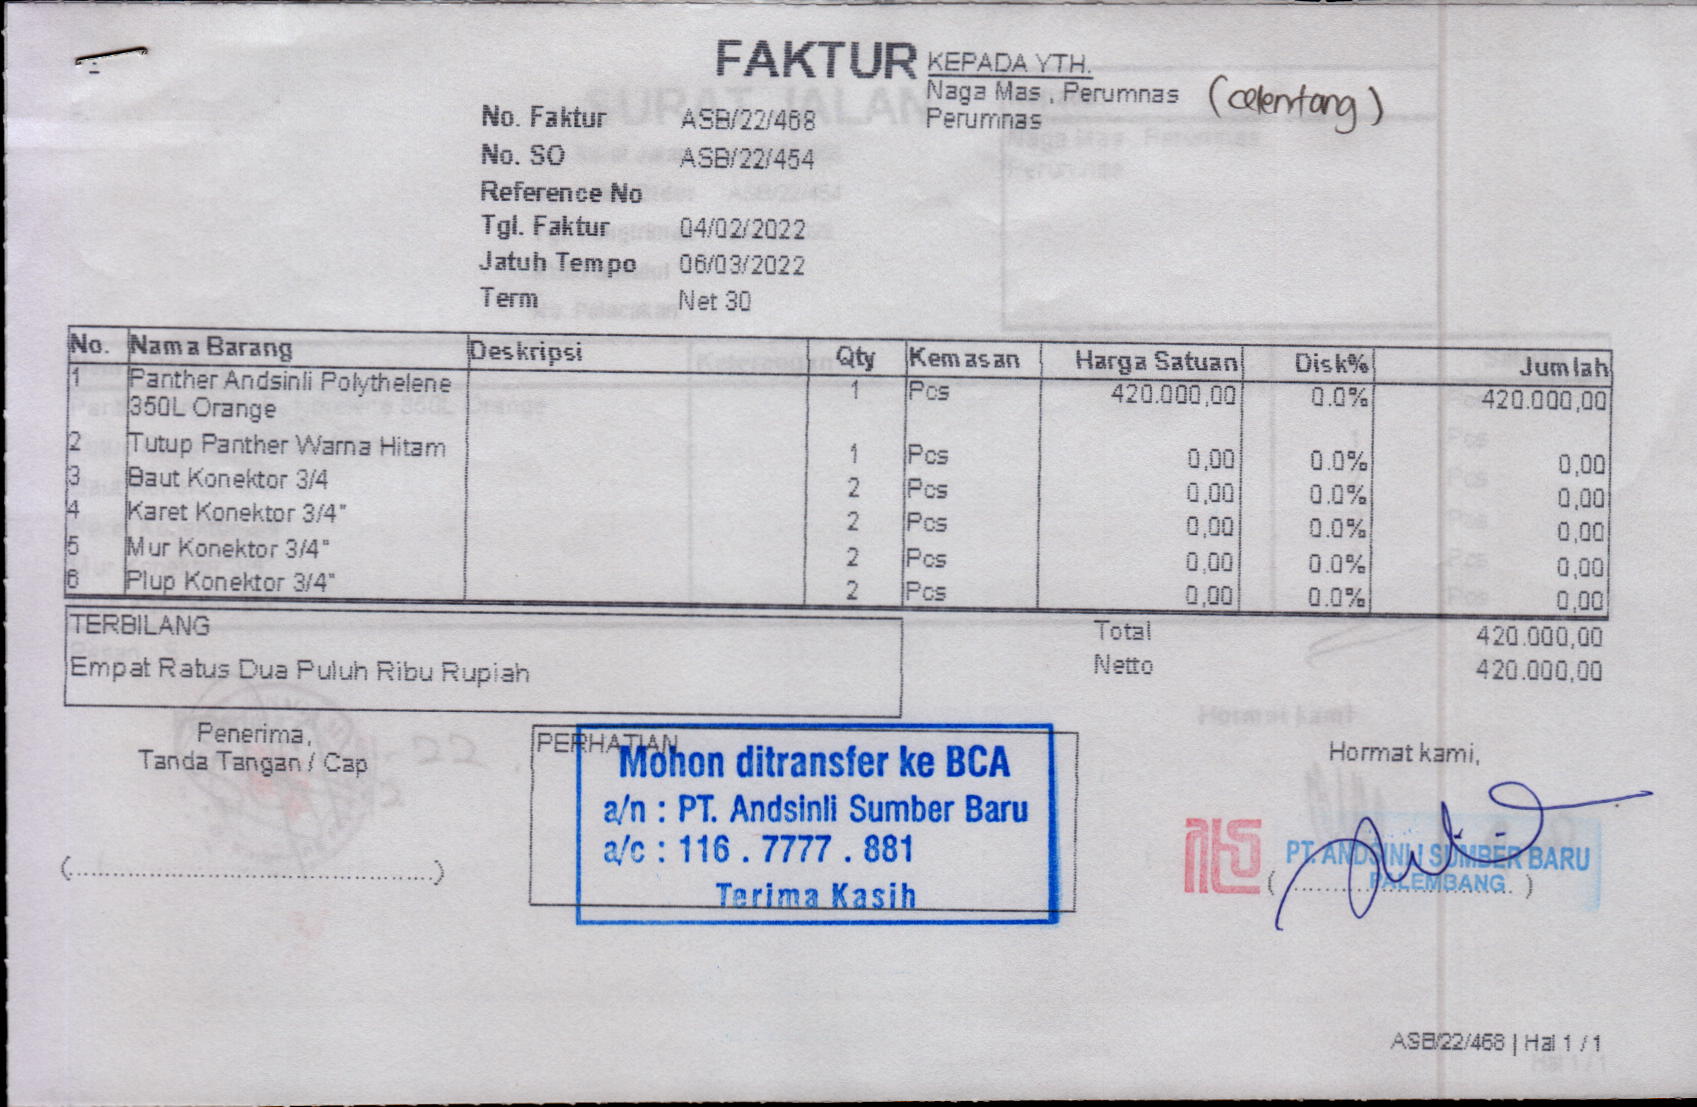 FAKTUR
KEPADA YTH.
Naga Mas . Perumnas (celentang)
Perumnas
No. Faktur ASB/22/468
No. SO ASB/22/454
Reference No
Tgl. Faktur 04/02/2022
Jatuh Tempo 06/03/2022
Term Net 30
No. Nama Barang Deskripsi Qty Kemasan Harga Satuan Disk% Jumlah
1 Panther Andsinli Polythelene 1 Pcs 420.000,00 0.0% 420.000,00
350L Orange
2 Tutup Panther Warna Hitam 1 Pcs 0,00 0.0% 0,00
3 Baut Konektor 3/4 2 Pcs 0,00 0.0% 0,00
4 Karet Konektor 3/4" 2 Pcs 0,00 0.0% 0,00
5 Mur Konektor 3/4" 2 Pcs 0,00 0.0% 0,00
6 Plup Konektor 3/4" 2 Pcs 0,00 0.0% 0,00
TERBILANG
Empat Ratus Dua Puluh Ribu Rupiah
Total 420.000,00
Netto 420.000,00
Penerima,
Tanda Tangan / Cap
(....................................................)
PERHATIAN
Mohon ditransfer ke BCA
a/n : PT. Andsinli Sumber Baru
a/c : 116 . 7777 . 881
Terima Kasih
Hormat kami,
PT. ANDSINLI SUMBER BARU
PALEMBANG
(................................)
ASB/22/468 | Hal 1 / 1